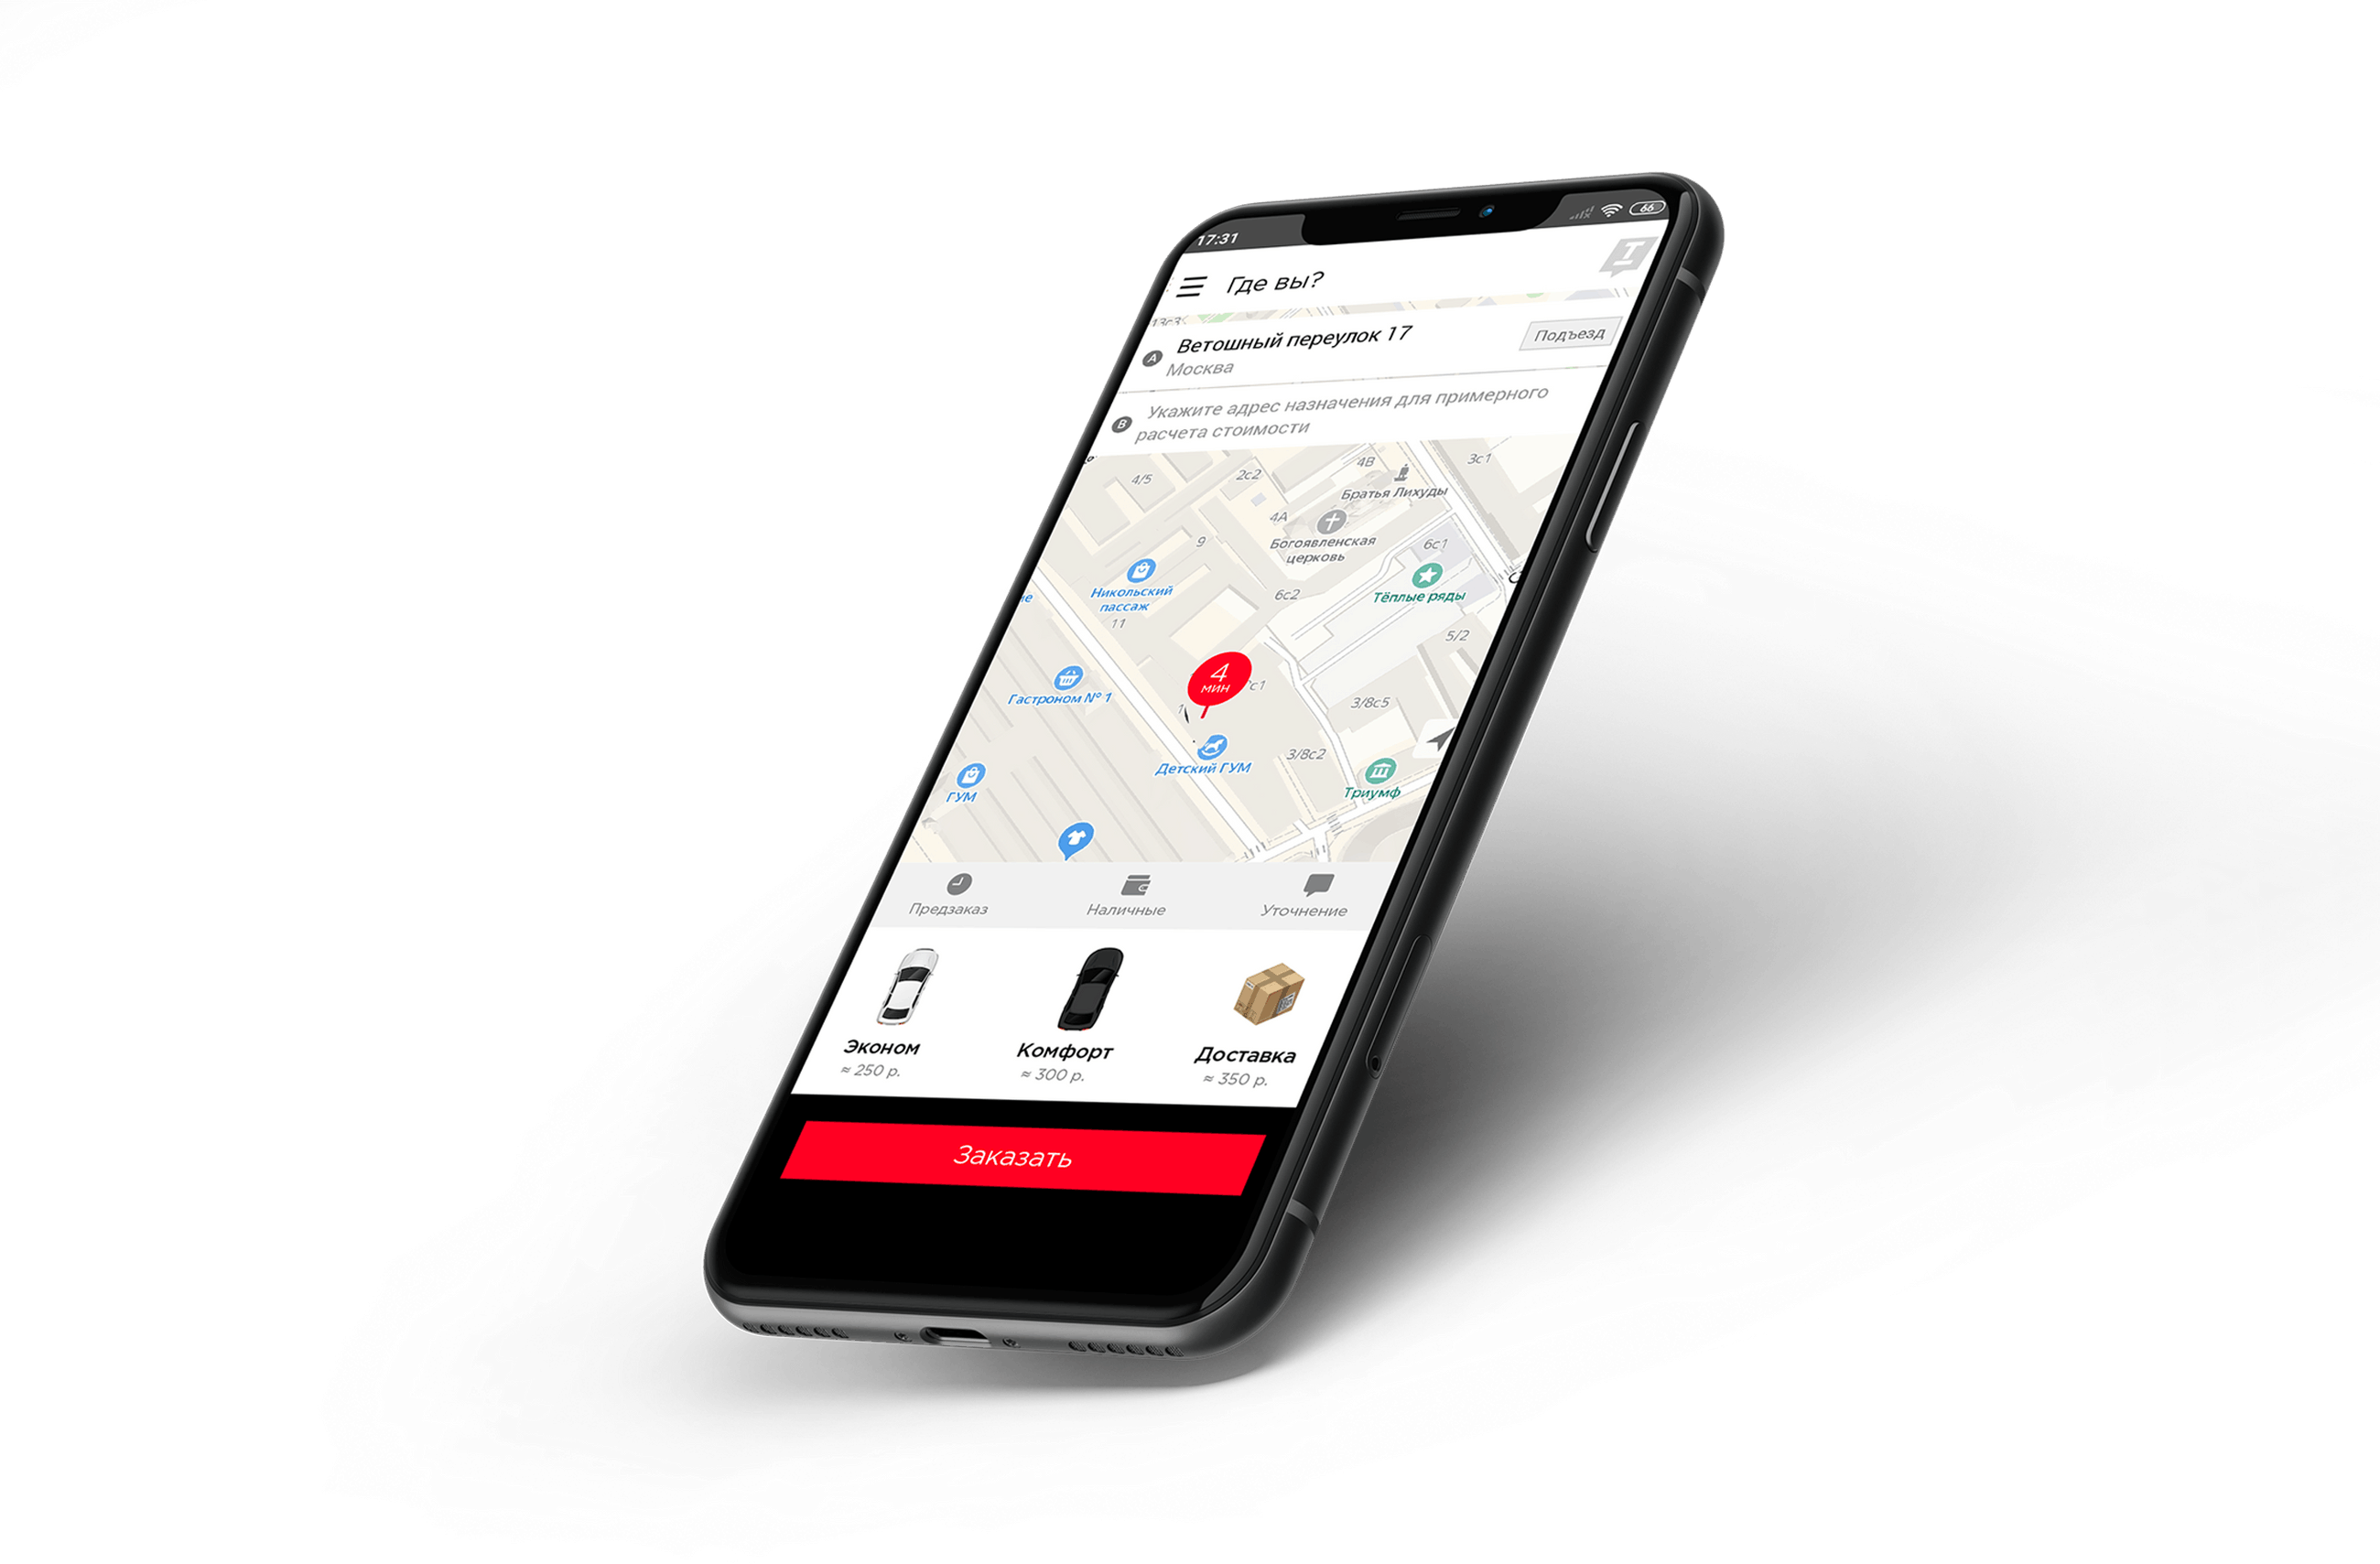 17:31
66
Где вы?
13с3
Ветошный переулок 17
Подъезд
A
Москва
B
Укажите адрес назначения для примерного
расчета стоимости
4/5
2с2
4В
3с1
Братья Лихуды
4А
Богоявленская
церковь
9
6с1
Никольский
пассаж
11
6с2
Тёплые ряды
5/2
4
мин
Гастроном № 1
3/8с5
Детский ГУМ
3/8с2
ГУМ
Триумф
Предзаказ
Наличные
Уточнение
Эконом
Комфорт
Доставка
≈ 250 р.
≈ 300 р.
≈ 350 р.
Заказать